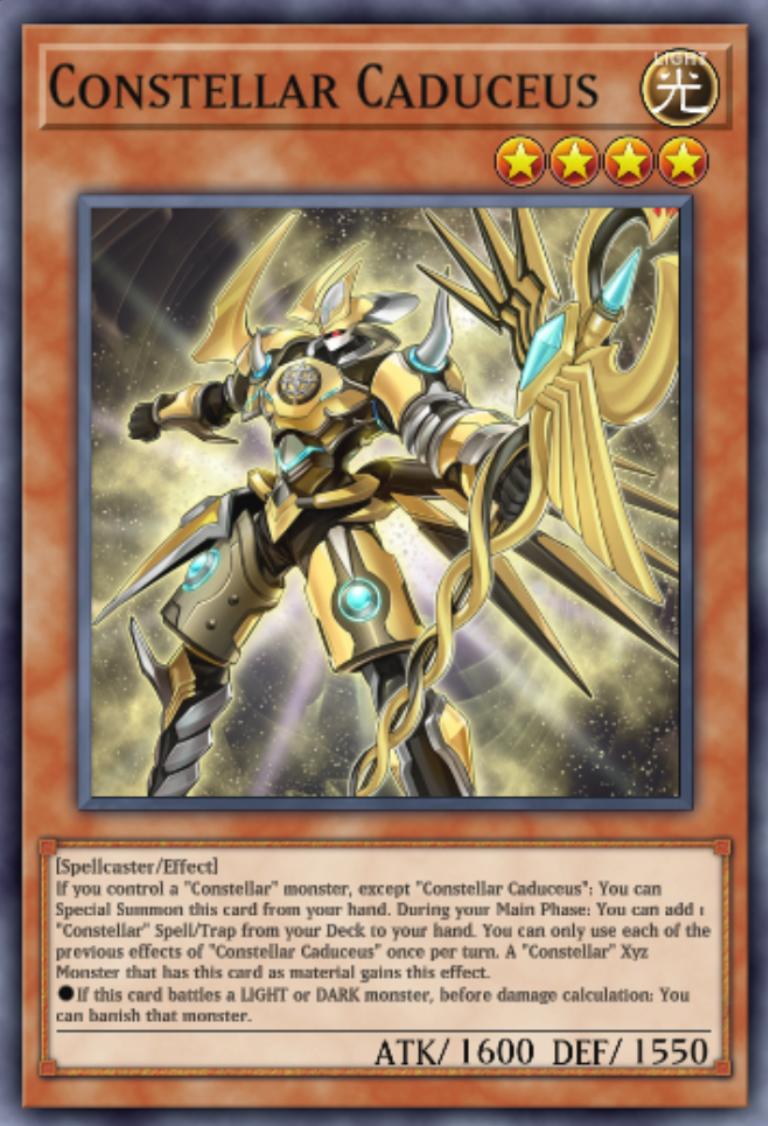 CONSTELLAR CADUCEUS
LIGHT
光
[Spellcaster/Effect]
If you control a "Constellar" monster, except "Constellar Caduceus": You can
Special Summon this card from your hand. During your Main Phase: You can add 1
"Constellar" Spell/Trap from your Deck to your hand. You can only use each of the
previous effects of "Constellar Caduceus" once per turn. A "Constellar" Xyz
Monster that has this card as material gains this effect.
●If this card battles a LIGHT or DARK monster, before damage calculation: You
can banish that monster.
ATK/ 1600 DEF/ 1550